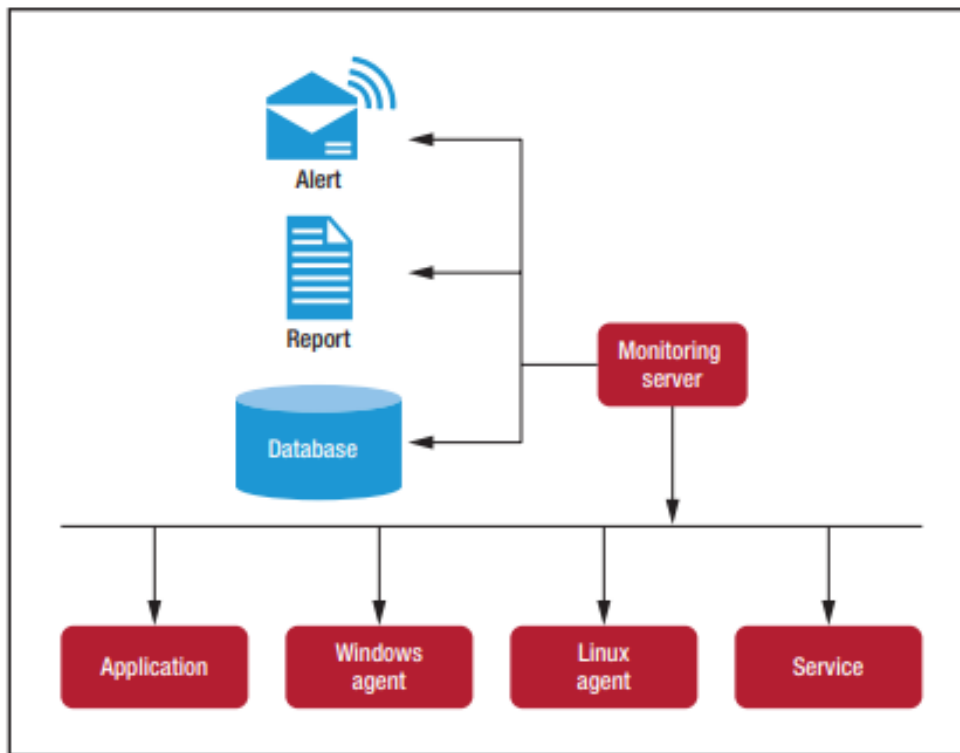 Alert
Report
Database
Monitoring
server
Application
Windows
agent
Linux
agent
Service